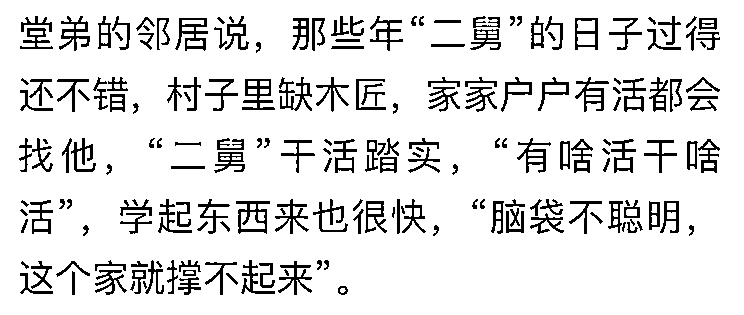 堂弟的邻居说，那些年“二舅”的日子过得
还不错，村子里缺木匠，家家户户有活都会
找他，“二舅”干活踏实，“有啥活干啥
活”，学起东西来也很快，“脑袋不聪明，
这个家就撑不起来”。